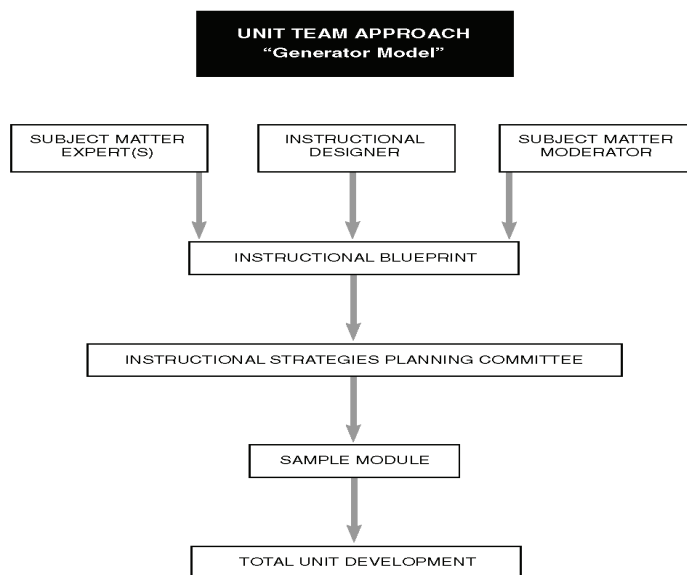 UNIT TEAM APPROACH
“Generator Model”
SUBJECT MATTER
EXPERT(S)
INSTRUCTIONAL
DESIGNER
SUBJECT MATTER
MODERATOR
INSTRUCTIONAL BLUEPRINT
INSTRUCTIONAL STRATEGIES PLANNING COMMITTEE
SAMPLE MODULE
TOTAL UNIT DEVELOPMENT